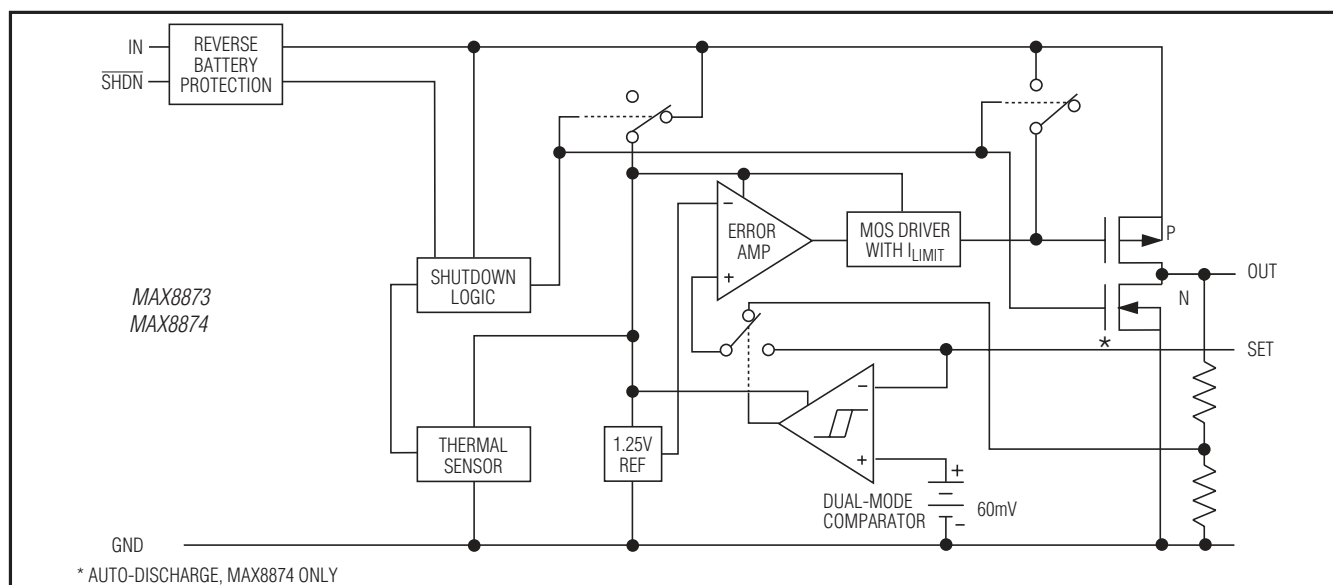 IN
REVERSE
BATTERY
PROTECTION
SHDN
ERROR
AMP
−
+
MOS DRIVER
WITH ILIMIT
P
OUT
SHUTDOWN
LOGIC
MAX8873
MAX8874
N
*
SET
−
+
THERMAL
SENSOR
1.25V
REF
DUAL-MODE
COMPARATOR
+
60mV
−
GND
* AUTO-DISCHARGE, MAX8874 ONLY